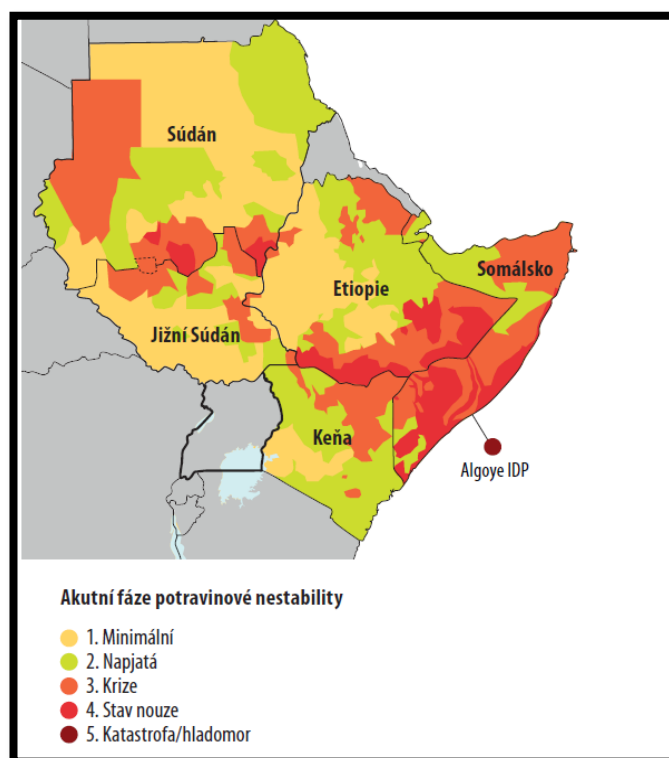 Súdán
Somálsko
Etiopie
Jižní Súdán
Keňa
Algoye IDP
Akutní fáze potravinové nestability
1. Minimální
2. Napjatá
3. Krize
4. Stav nouze
5. Katastrofa/hladomor